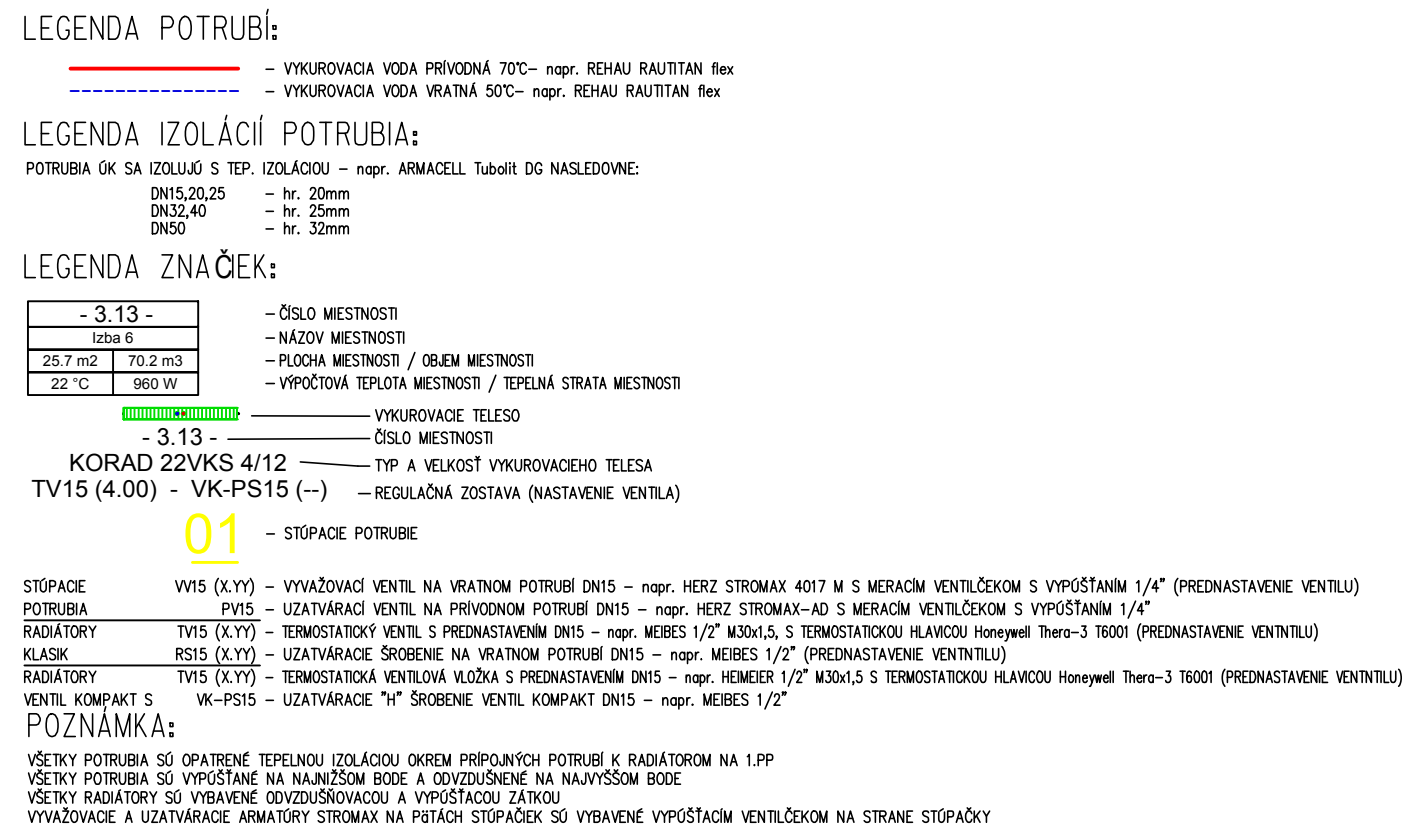 LEGENDA POTRUBÍ:
– VYKUROVACIA VODA PRÍVODNÁ 70°C– napr. REHAU RAUTITAN flex
– VYKUROVACIA VODA VRATNÁ 50°C– napr. REHAU RAUTITAN flex
LEGENDA IZOLÁCIÍ POTRUBIA:
POTRUBIA ÚK SA IZOLUJÚ S TEP. IZOLÁCIOU – napr. ARMACELL Tubolit DG NASLEDOVNE:
DN15,20,25 – hr. 20mm
DN32,40 – hr. 25mm
DN50 – hr. 32mm
LEGENDA ZNAČIEK:
- 3.13 - – ČÍSLO MIESTNOSTI
Izba 6 – NÁZOV MIESTNOSTI
25.7 m2 70.2 m3 – PLOCHA MIESTNOSTI / OBJEM MIESTNOSTI
22 °C 960 W – VÝPOČTOVÁ TEPLOTA MIESTNOSTI / TEPELNÁ STRATA MIESTNOSTI
VYKUROVACIE TELESO
- 3.13 - ČÍSLO MIESTNOSTI
KORAD 22VKS 4/12 TYP A VELKOSŤ VYKUROVACIEHO TELESA
TV15 (4.00) - VK-PS15 (--) – REGULAČNÁ ZOSTAVA (NASTAVENIE VENTILA)
01 – STÚPACIE POTRUBIE
STÚPACIE VV15 (X.YY) – VYVAŽOVACÍ VENTIL NA VRATNOM POTRUBÍ DN15 – napr. HERZ STROMAX 4017 M S MERACÍM VENTILČEKOM S VYPÚŠŤANÍM 1/4" (PREDNASTAVENIE VENTILU)
POTRUBIA PV15 – UZATVÁRACÍ VENTIL NA PRÍVODNOM POTRUBÍ DN15 – napr. HERZ STROMAX–AD S MERACÍM VENTILČEKOM S VYPÚŠŤANÍM 1/4"
RADIÁTORY TV15 (X.YY) – TERMOSTATICKÝ VENTIL S PREDNASTAVENÍM DN15 – napr. MEIBES 1/2" M30x1,5, S TERMOSTATICKOU HLAVICOU Honeywell Thera–3 T6001 (PREDNASTAVENIE VENTNTILU)
KLASIK RS15 (X.YY) – UZATVÁRACIE ŠROBENIE NA VRATNOM POTRUBÍ DN15 – napr. MEIBES 1/2" (PREDNASTAVENIE VENTNTILU)
RADIÁTORY TV15 (X.YY) – TERMOSTATICKÁ VENTILOVÁ VLOŽKA S PREDNASTAVENÍM DN15 – napr. HEIMEIER 1/2" M30x1,5 S TERMOSTATICKOU HLAVICOU Honeywell Thera–3 T6001 (PREDNASTAVENIE VENTNTILU)
VENTIL KOMPAKT S VK–PS15 – UZATVÁRACIE "H" ŠROBENIE VENTIL KOMPAKT DN15 – napr. MEIBES 1/2"
POZNÁMKA:
VŠETKY POTRUBIA SÚ OPATRENÉ TEPELNOU IZOLÁCIOU OKREM PRÍPOJNÝCH POTRUBÍ K RADIÁTOROM NA 1.PP
VŠETKY POTRUBIA SÚ VYPÚŠŤANÉ NA NAJNIŽŠOM BODE A ODVZDUŠNENÉ NA NAJVYŠŠOM BODE
VŠETKY RADIÁTORY SÚ VYBAVENÉ ODVZDUŠŇOVACOU A VYPÚŠŤACOU ZÁTKOU
VYVAŽOVACIE A UZATVÁRACIE ARMATÚRY STROMAX NA PäTÁCH STÚPAČIEK SÚ VYBAVENÉ VYPÚŠŤACÍM VENTILČEKOM NA STRANE STÚPAČKY